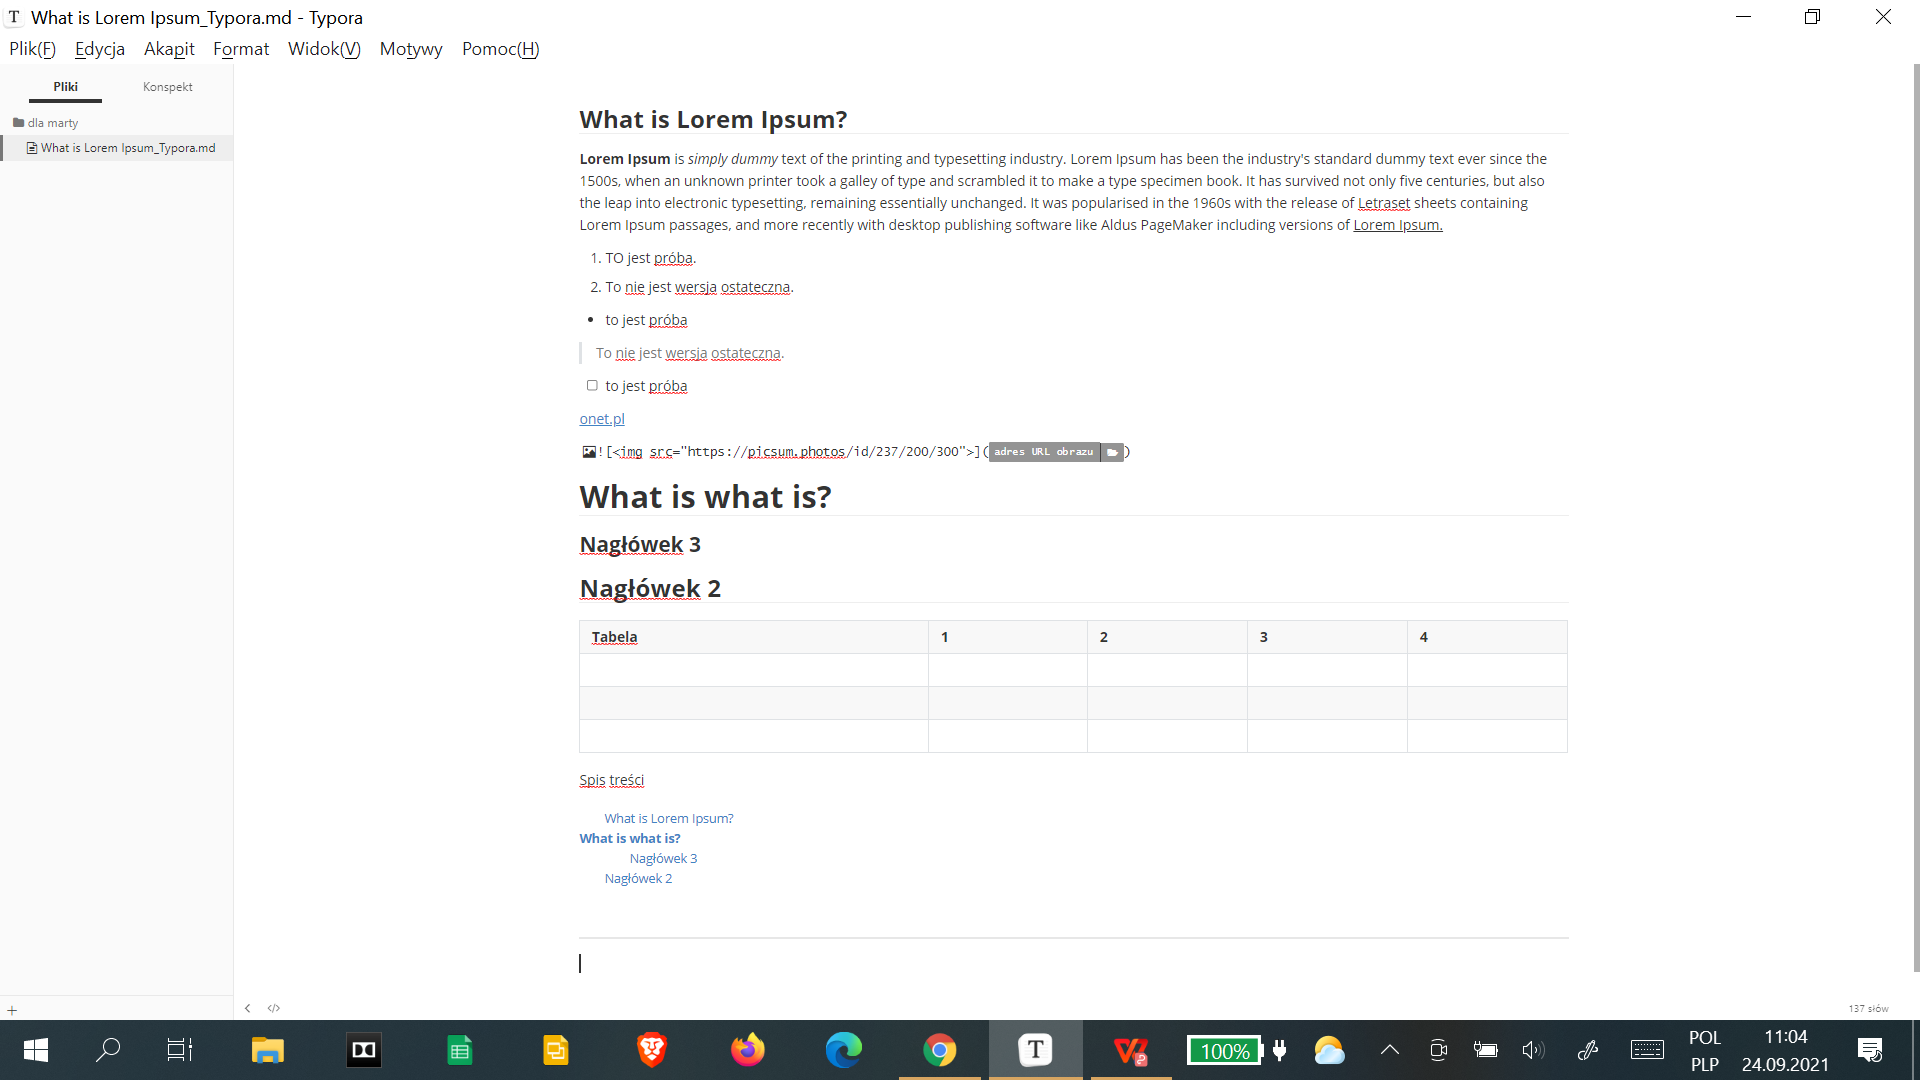 What is Lorem Ipsum_Typora.md - Typora
Plik(F) Edycja Akapit Format Widok(V) Motywy Pomoc(H)
Pliki Konspekt
dla marty
What is Lorem Ipsum_Typora.md
What is Lorem Ipsum?
Lorem Ipsum is simply dummy text of the printing and typesetting industry. Lorem Ipsum has been the industry's standard dummy text ever since the
1500s, when an unknown printer took a galley of type and scrambled it to make a type specimen book. It has survived not only five centuries, but also
the leap into electronic typesetting, remaining essentially unchanged. It was popularised in the 1960s with the release of Letraset sheets containing
Lorem Ipsum passages, and more recently with desktop publishing software like Aldus PageMaker including versions of Lorem Ipsum.
1. TO jest próba.
2. To nie jest wersja ostateczna.
• to jest próba
To nie jest wersja ostateczna.
to jest próba
onet.pl
![<img src="https://picsum.photos/id/237/200/300">](adres URL obrazu)
What is what is?
Nagłówek 3
Nagłówek 2
Tabela 1 2 3 4
Spis treści
What is Lorem Ipsum?
What is what is?
Nagłówek 3
Nagłówek 2
137 słów
100%
POL
PLP
11:04
24.09.2021